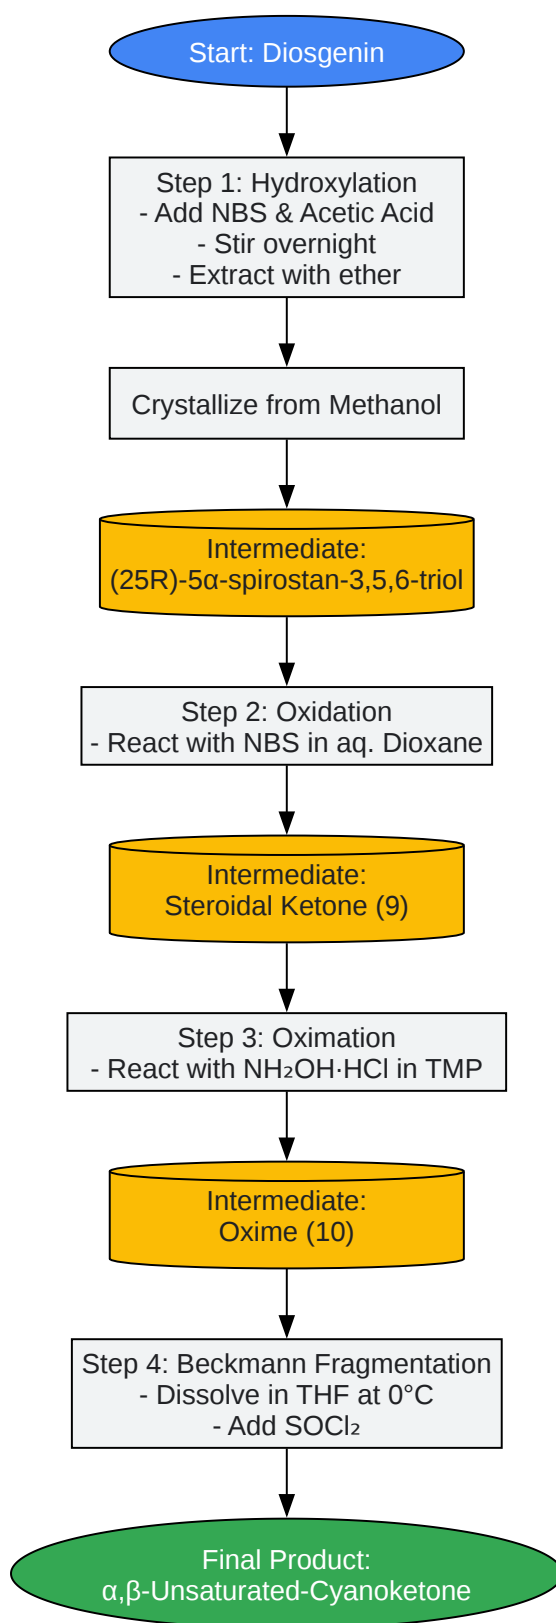 Start: Diosgenin
Step 1: Hydroxylation
- Add NBS & Acetic Acid
- Stir overnight
- Extract with ether
Crystallize from Methanol
Intermediate:
(25R)-5α-spirostan-3,5,6-triol
Step 2: Oxidation
- React with NBS in aq. Dioxane
Intermediate:
Steroidal Ketone (9)
Step 3: Oximation
- React with NH₂OH·HCl in TMP
Intermediate:
Oxime (10)
Step 4: Beckmann Fragmentation
- Dissolve in THF at 0°C
- Add SOCl₂
Final Product:
α,β-Unsaturated-Cyanoketone